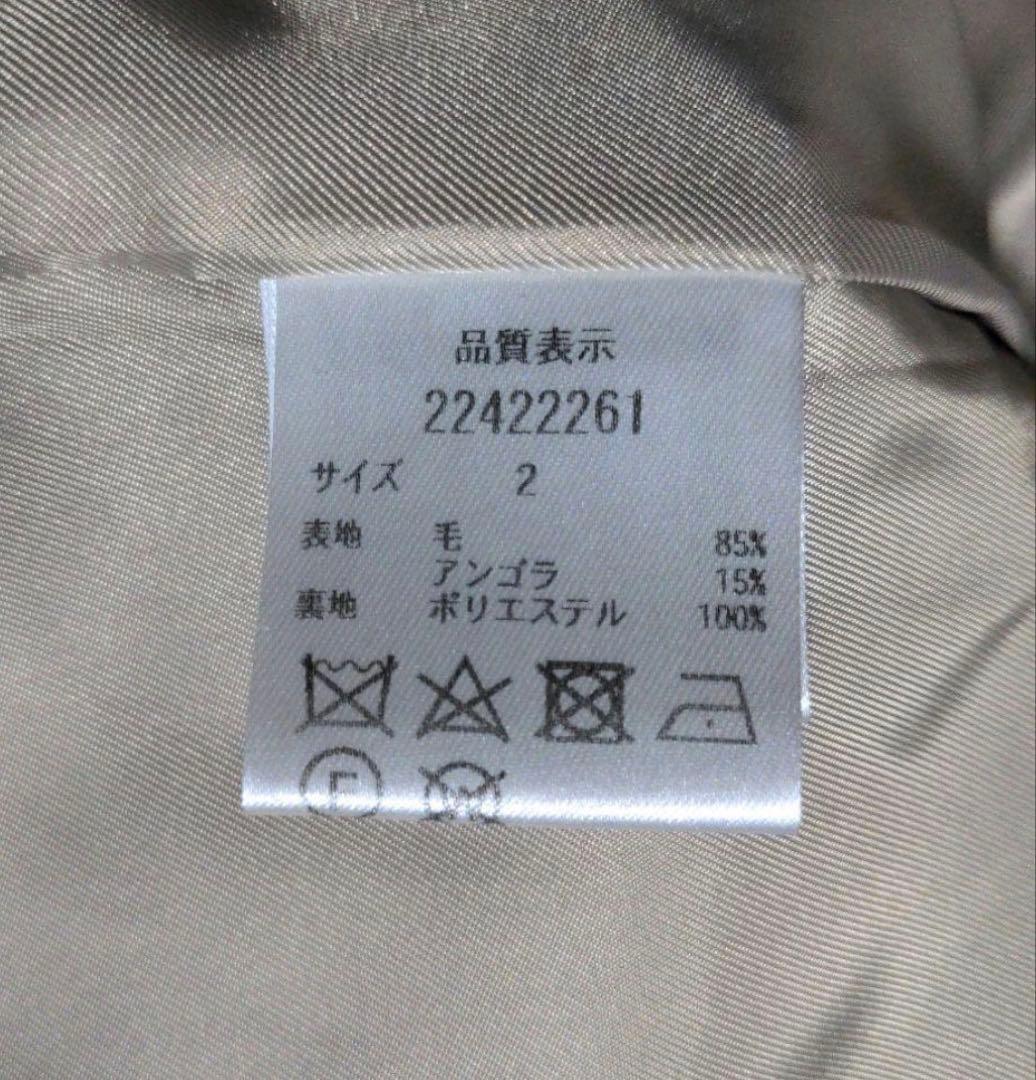 品質表示
22422261
サイズ 2
表地 毛 85%
アンゴラ 15%
裏地 ポリエステル 100%
F W